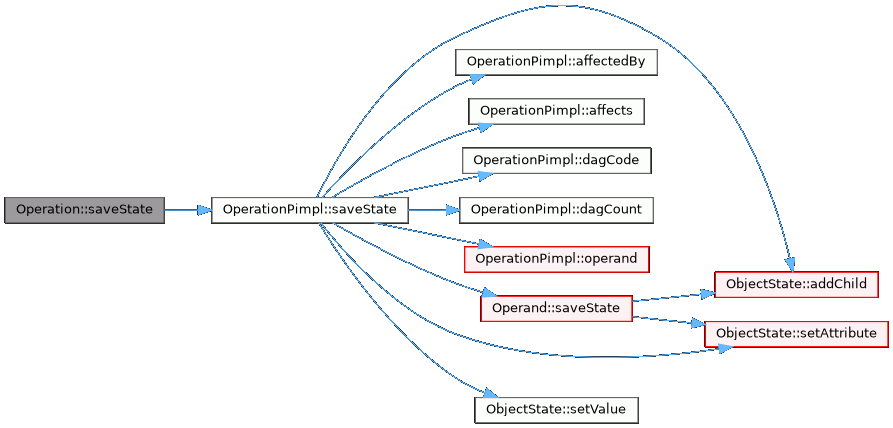 OperationPimpl::affectedBy
OperationPimpl::affects
OperationPimpl::dagCode
Operation::saveState
OperationPimpl::saveState
OperationPimpl::dagCount
OperationPimpl::operand
ObjectState::addChild
Operand::saveState
ObjectState::setAttribute
ObjectState::setValue